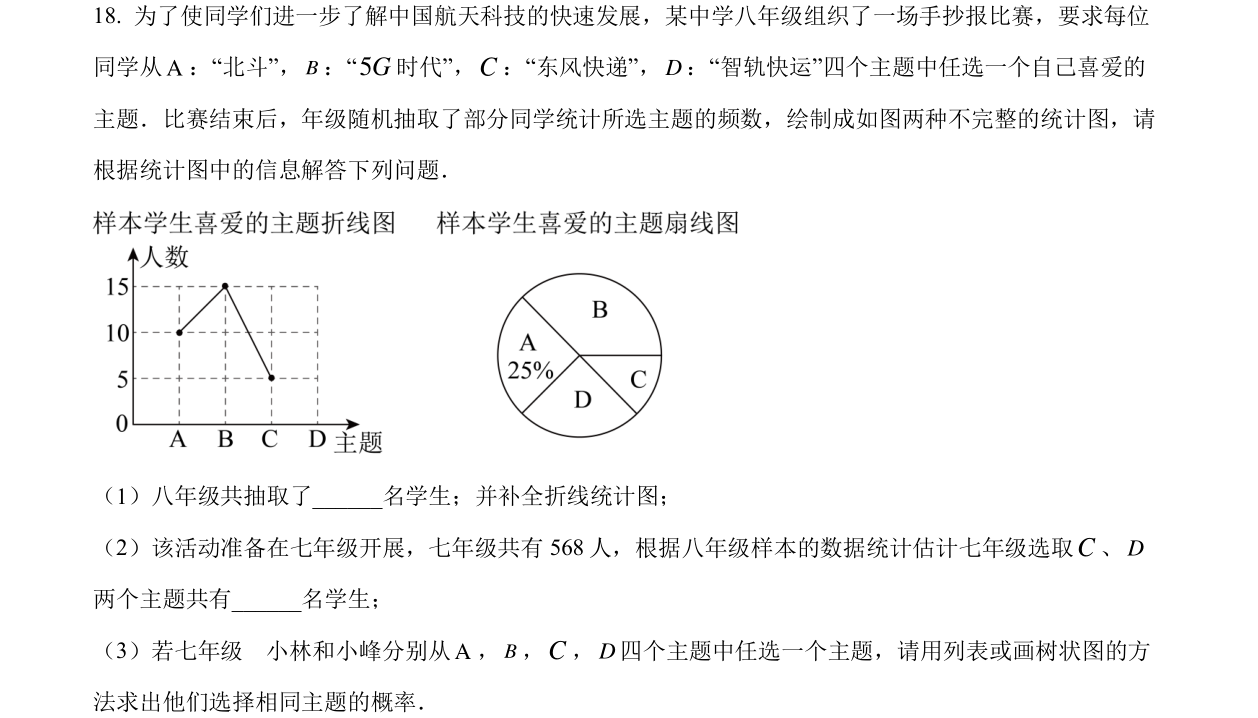 18. 为了使同学们进一步了解中国航天科技的快速发展，某中学八年级组织了一场手抄报比赛，要求每位
同学从 A：“北斗”，B：“5G 时代”，C：“东风快递”，D：“智轨快运”四个主题中任选一个自己喜爱的
主题．比赛结束后，年级随机抽取了部分同学统计所选主题的频数，绘制成如图两种不完整的统计图，请
根据统计图中的信息解答下列问题．
样本学生喜爱的主题折线图 样本学生喜爱的主题扇线图
人数
15
10
5
0
A B C D 主题
B
A
25%
C
D
（1）八年级共抽取了______名学生；并补全折线统计图；
（2）该活动准备在七年级开展，七年级共有 568 人，根据八年级样本的数据统计估计七年级选取 C、D
两个主题共有______名学生；
（3）若七年级 小林和小峰分别从 A，B，C，D 四个主题中任选一个主题，请用列表或画树状图的方
法求出他们选择相同主题的概率．